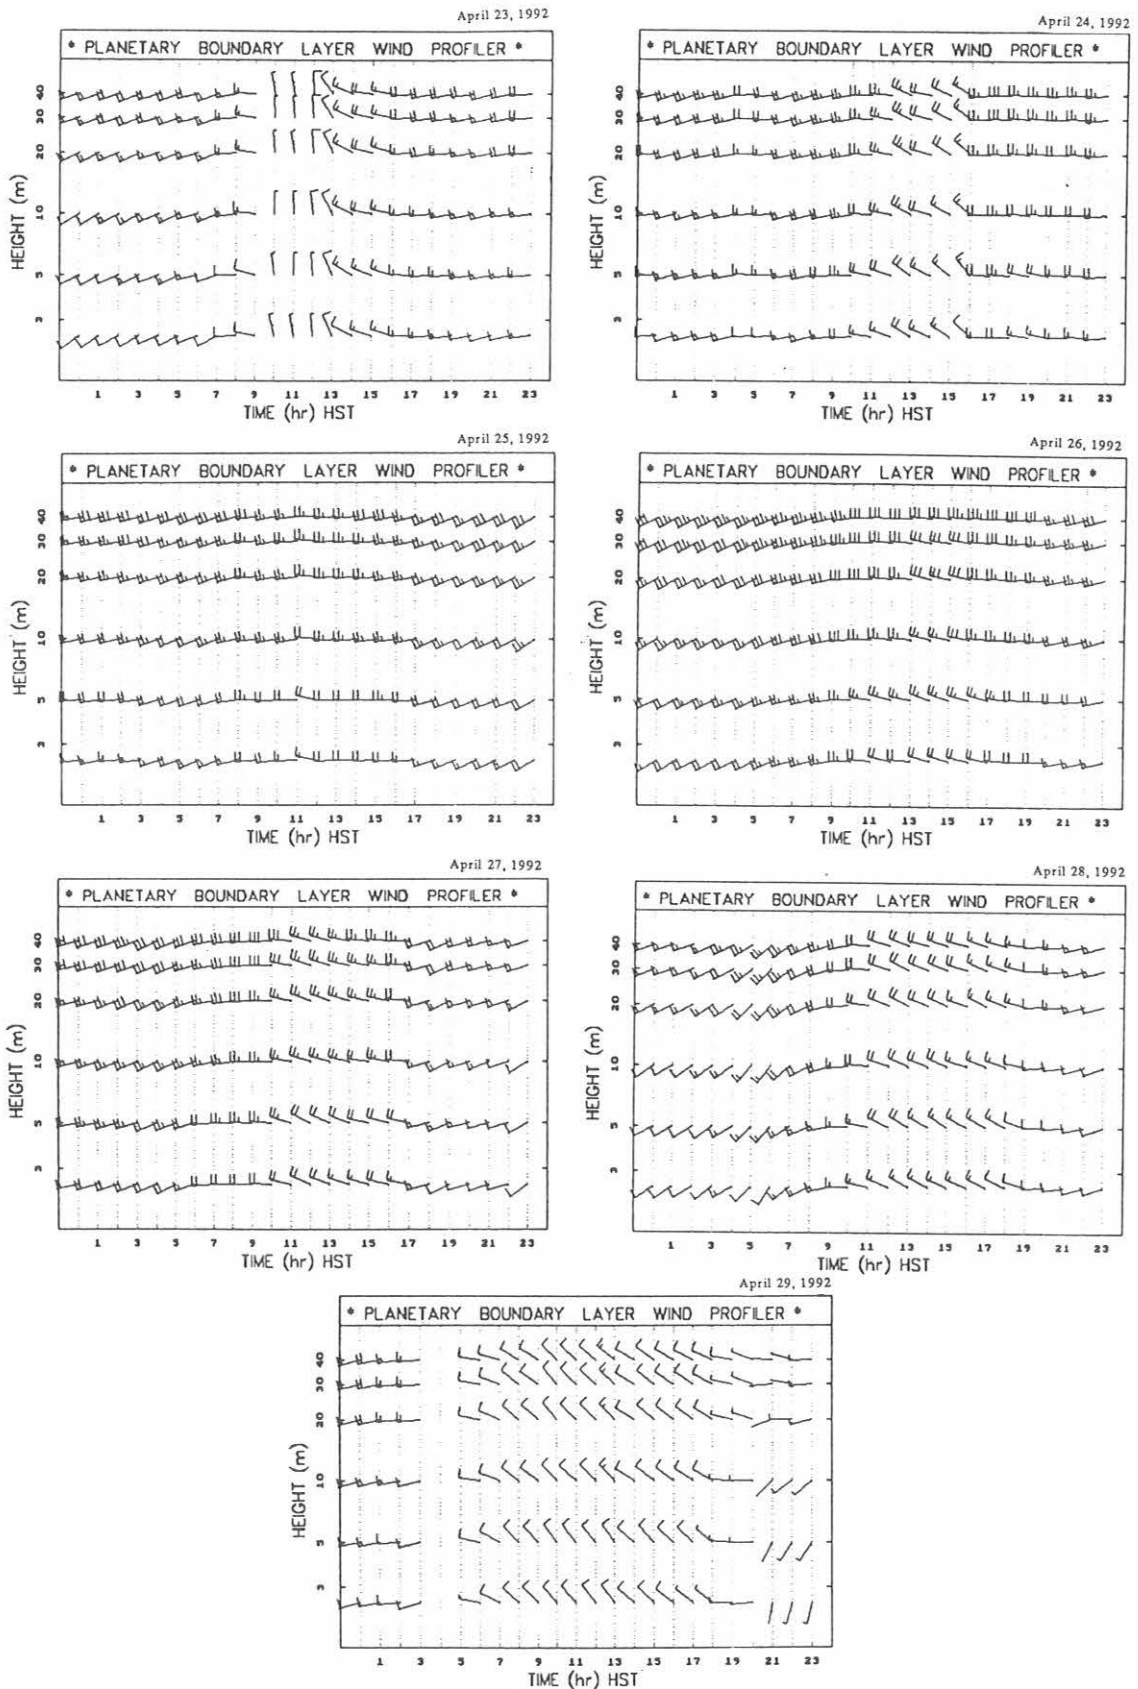 April 23, 1992
* PLANETARY BOUNDARY LAYER WIND PROFILER *
HEIGHT (m)
40
30
20
10
5
3
1 3 5 7 9 11 13 15 17 19 21 23
TIME (hr) HST
April 24, 1992
* PLANETARY BOUNDARY LAYER WIND PROFILER *
HEIGHT (m)
40
30
20
10
5
3
1 3 5 7 9 11 13 15 17 19 21 23
TIME (hr) HST
April 25, 1992
* PLANETARY BOUNDARY LAYER WIND PROFILER *
HEIGHT (m)
40
30
20
10
5
3
1 3 5 7 9 11 13 15 17 19 21 23
TIME (hr) HST
April 26, 1992
* PLANETARY BOUNDARY LAYER WIND PROFILER *
HEIGHT (m)
40
30
20
10
5
3
1 3 5 7 9 11 13 15 17 19 21 23
TIME (hr) HST
April 27, 1992
* PLANETARY BOUNDARY LAYER WIND PROFILER *
HEIGHT (m)
40
30
20
10
5
3
1 3 5 7 9 11 13 15 17 19 21 23
TIME (hr) HST
April 28, 1992
* PLANETARY BOUNDARY LAYER WIND PROFILER *
HEIGHT (m)
40
30
20
10
5
3
1 3 5 7 9 11 13 15 17 19 21 23
TIME (hr) HST
April 29, 1992
* PLANETARY BOUNDARY LAYER WIND PROFILER *
HEIGHT (m)
40
30
20
10
5
3
1 3 5 7 9 11 13 15 17 21 23
TIME (hr) HST